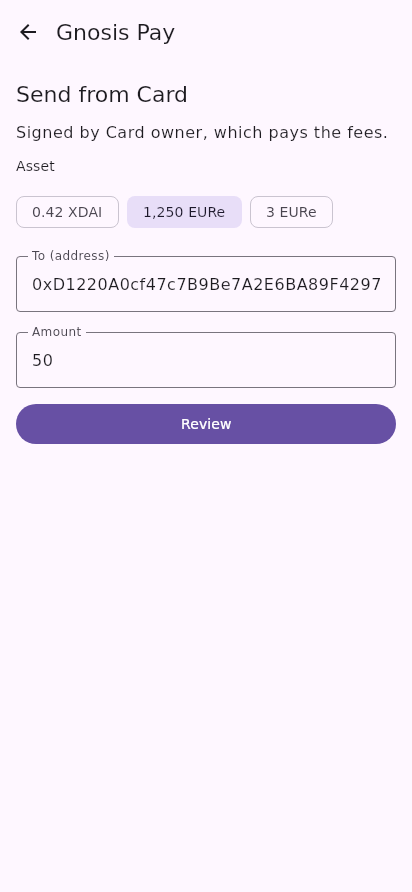 Gnosis Pay
Send from Card
Signed by Card owner, which pays the fees.
Asset
0.42 XDAI
1,250 EURe
3 EURe
To (address)
0xD1220A0cf47c7B9Be7A2E6BA89F4297
Amount
50
Review